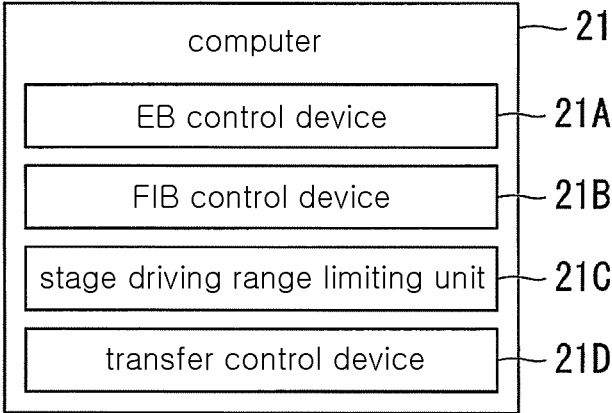 computer 21
EB control device 21A
FIB control device 21B
stage driving range limiting unit 21C
transfer control device 21D